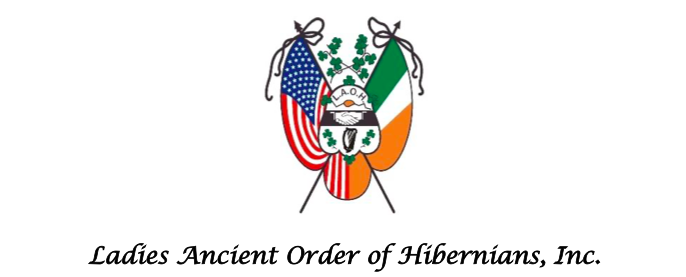 L.A.O.H.
Ladies Ancient Order of Hibernians, Inc.